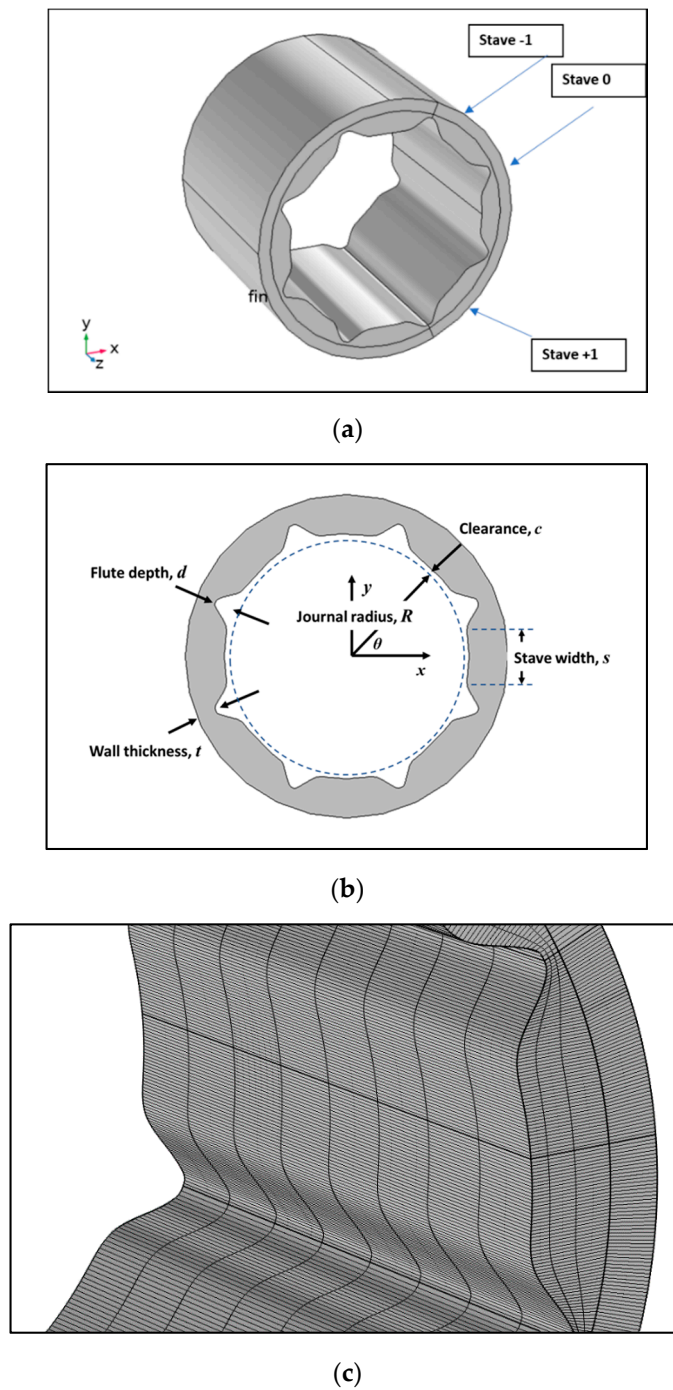 Stave -1
Stave 0
fin
y
x
z
Stave +1
(a)
Clearance, c
Flute depth, d
y
Journal radius, R
θ
Stave width, s
x
Wall thickness, t
(b)
(c)